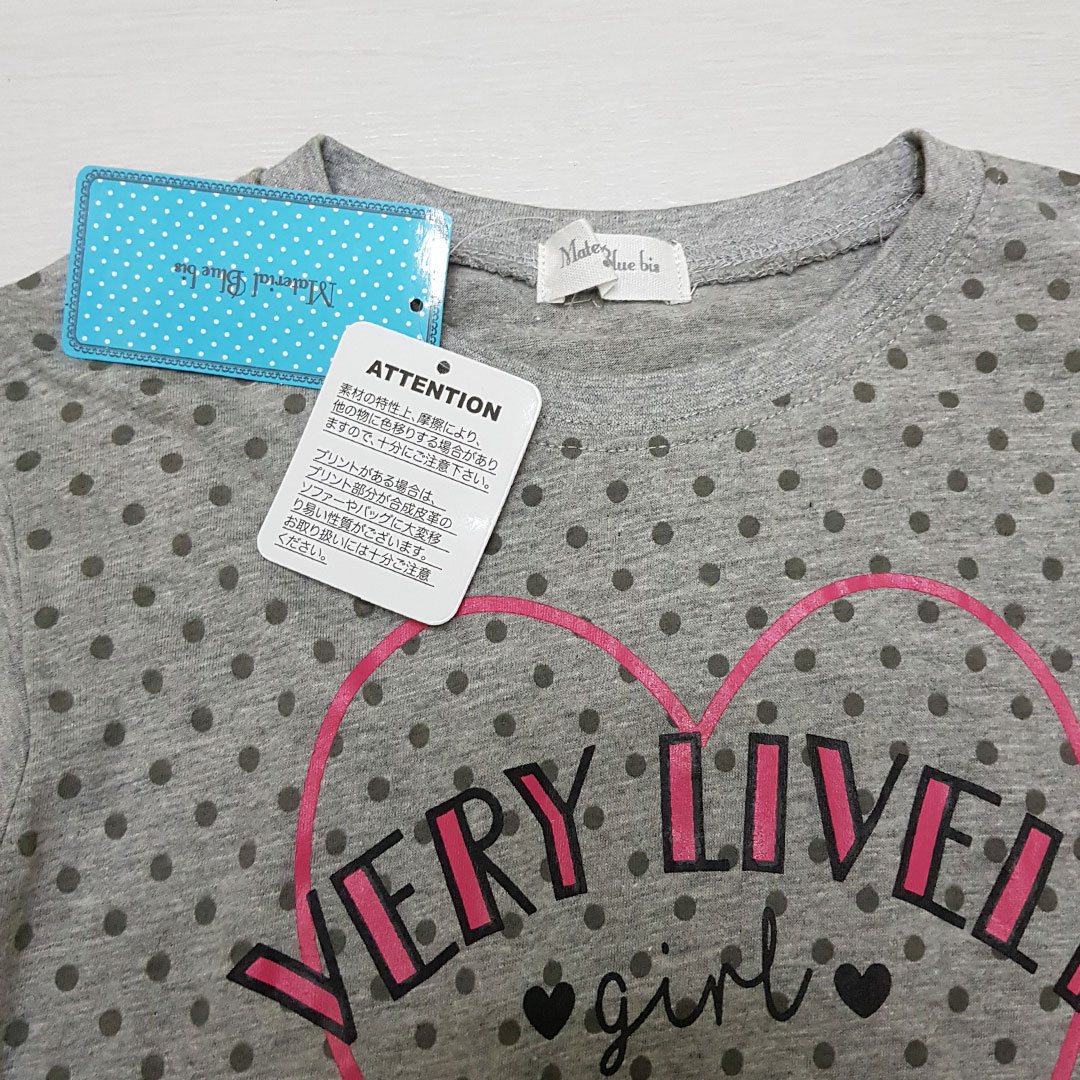 Material Blue bis
Mate
lue bis
ATTENTION
素材の特性上、摩擦により、
他の物に色移りする場合があり
ますので、十分にご注意下さい。
プリントがある場合は、
プリント部分が合成皮革の
ソファーやバッグに大変移
り易い性質がございます。
お取り扱いには十分ご注意
ください。
VERY LIVEL
girl